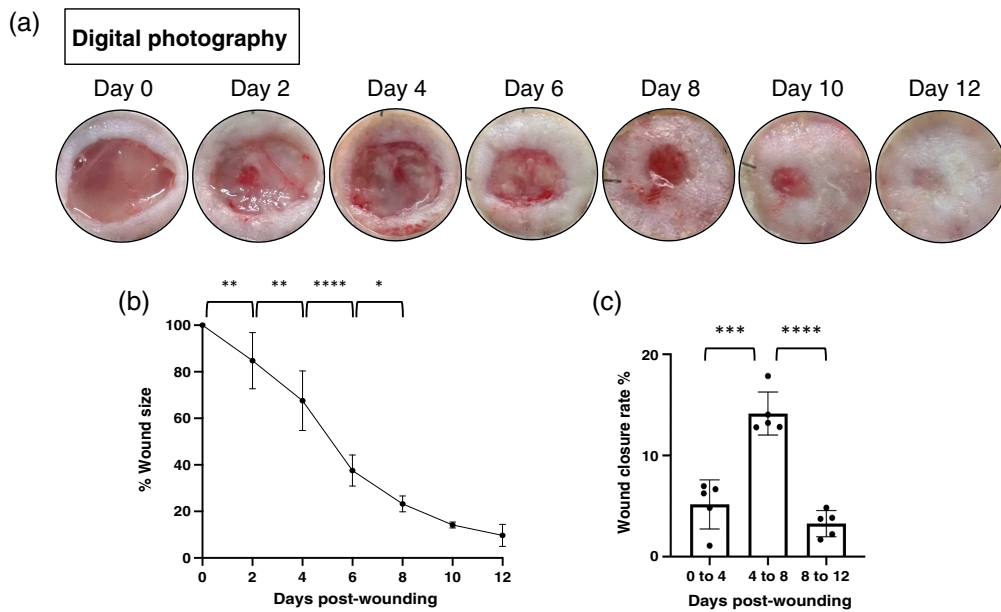 (a)
Digital photography
Day 0 Day 2 Day 4 Day 6 Day 8 Day 10 Day 12
(b)
** ** **** *
% Wound size
100
80
60
40
20
0
0 2 4 6 8 10 12
Days post-wounding
(c)
*** ****
Wound closure rate %
20
10
0
0 to 4 4 to 8 8 to 12
Days post-wounding